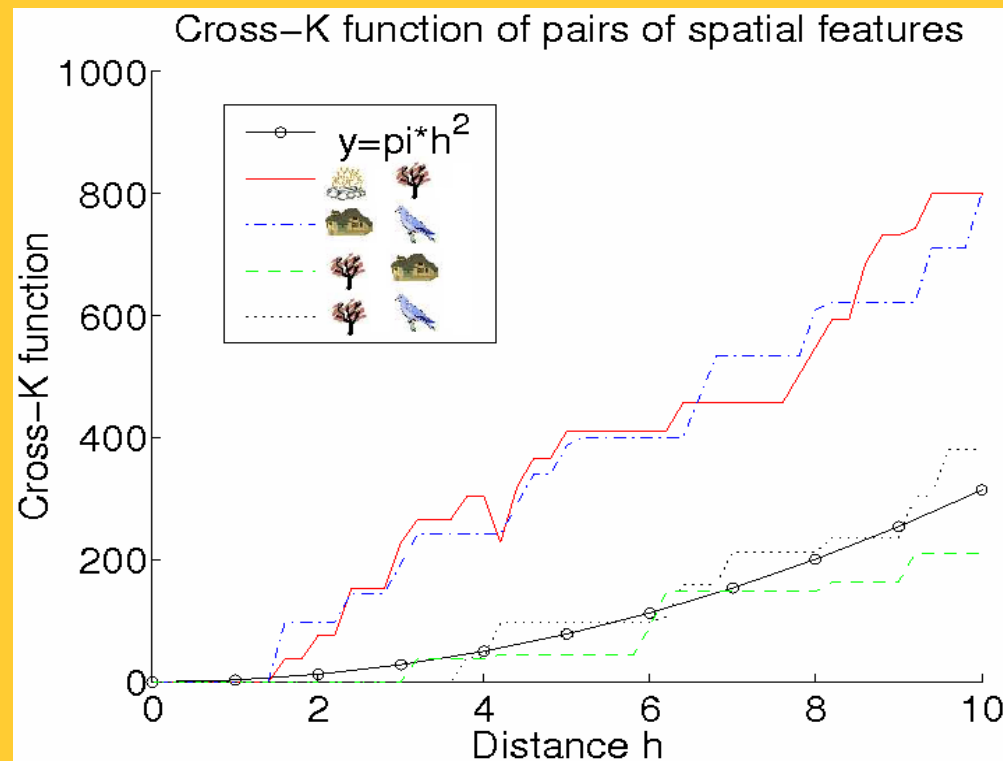 Cross-K function of pairs of spatial features
1000
800
600
400
200
0
Cross-K function
y=pi*h²
0 2 4 6 8 10
Distance h